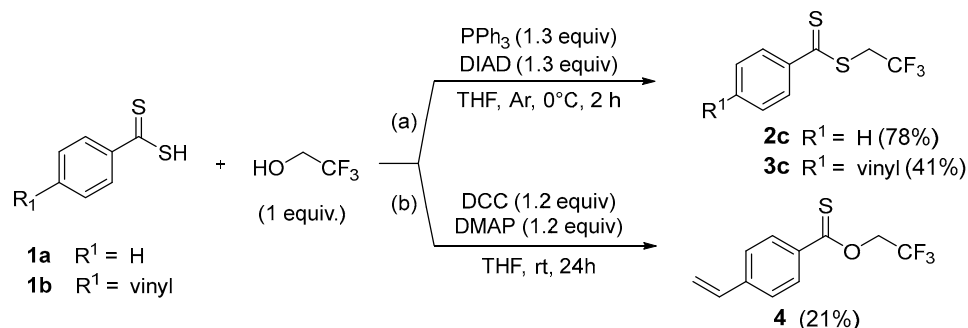 S
SH
R₁
1a R¹ = H
1b R¹ = vinyl
+
HO
CF₃
(1 equiv.)
(a)
PPh₃ (1.3 equiv)
DIAD (1.3 equiv)
THF, Ar, 0°C, 2 h
(b)
DCC (1.2 equiv)
DMAP (1.2 equiv)
THF, rt, 24h
S
S
CF₃
R¹
2c R¹ = H (78%)
3c R¹ = vinyl (41%)
S
O
CF₃
4 (21%)